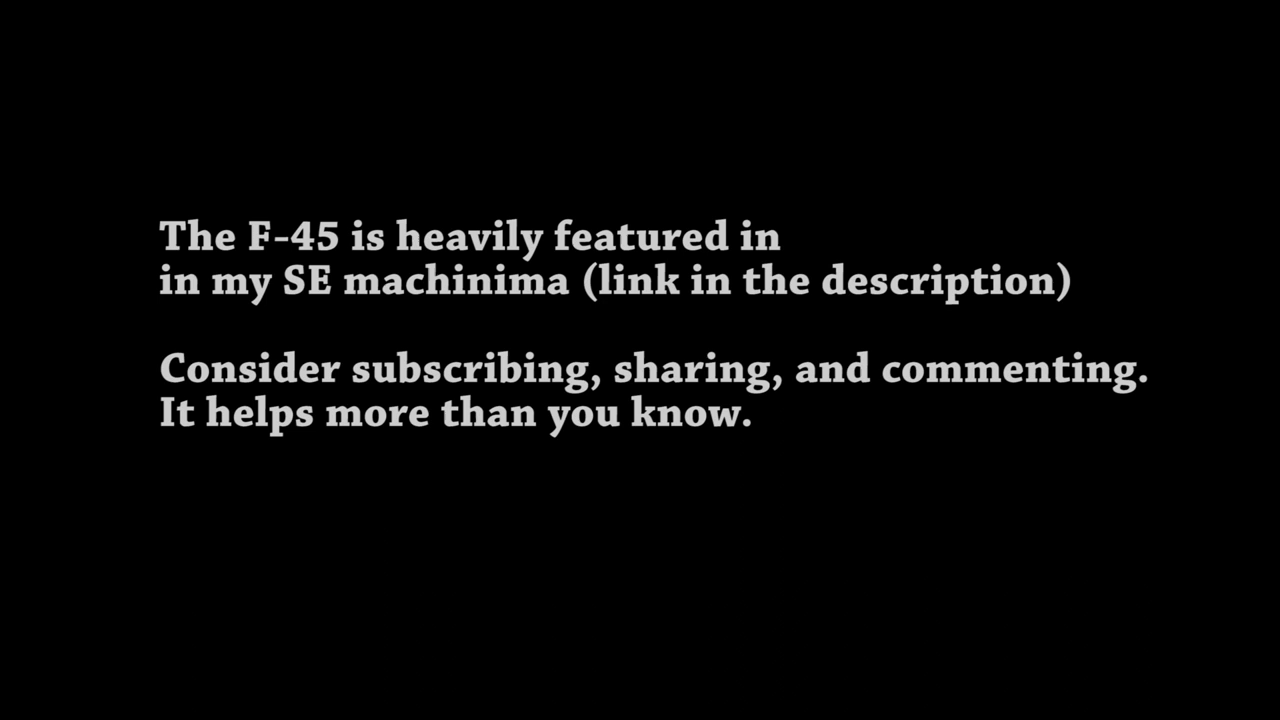 The F-45 is heavily featured in
in my SE machinima (link in the description)
Consider subscribing, sharing, and commenting.
It helps more than you know.